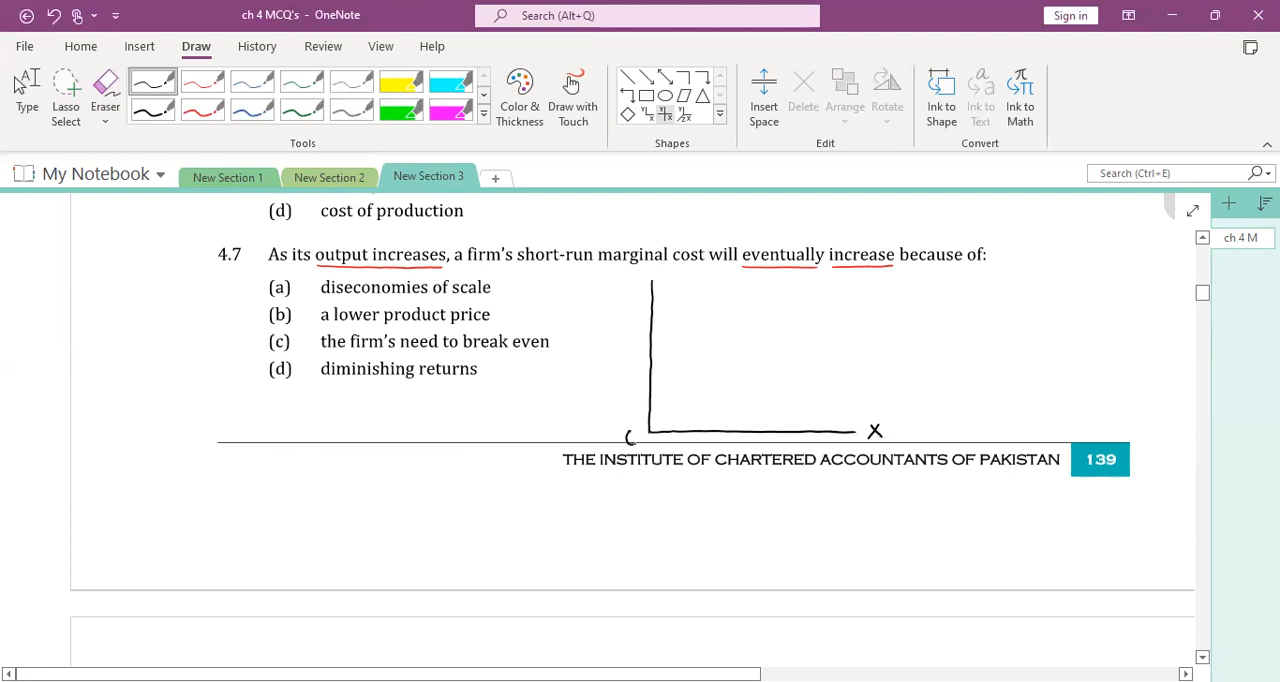 ch 4 MCQ's - OneNote
Search (Alt+Q)
Sign in
File Home Insert Draw History Review View Help
Type
Lasso Select
Eraser
Color & Thickness
Draw with Touch
Insert Space
Delete
Arrange
Rotate
Ink to Shape
Ink to Text
Ink to Math
Tools Shapes Edit Convert
My Notebook New Section 1 New Section 2 New Section 3 + Search (Ctrl+E)
ch 4 M
(d) cost of production
4.7 As its output increases, a firm's short-run marginal cost will eventually increase because of:
(a) diseconomies of scale
(b) a lower product price
(c) the firm's need to break even
(d) diminishing returns
X
THE INSTITUTE OF CHARTERED ACCOUNTANTS OF PAKISTAN 139